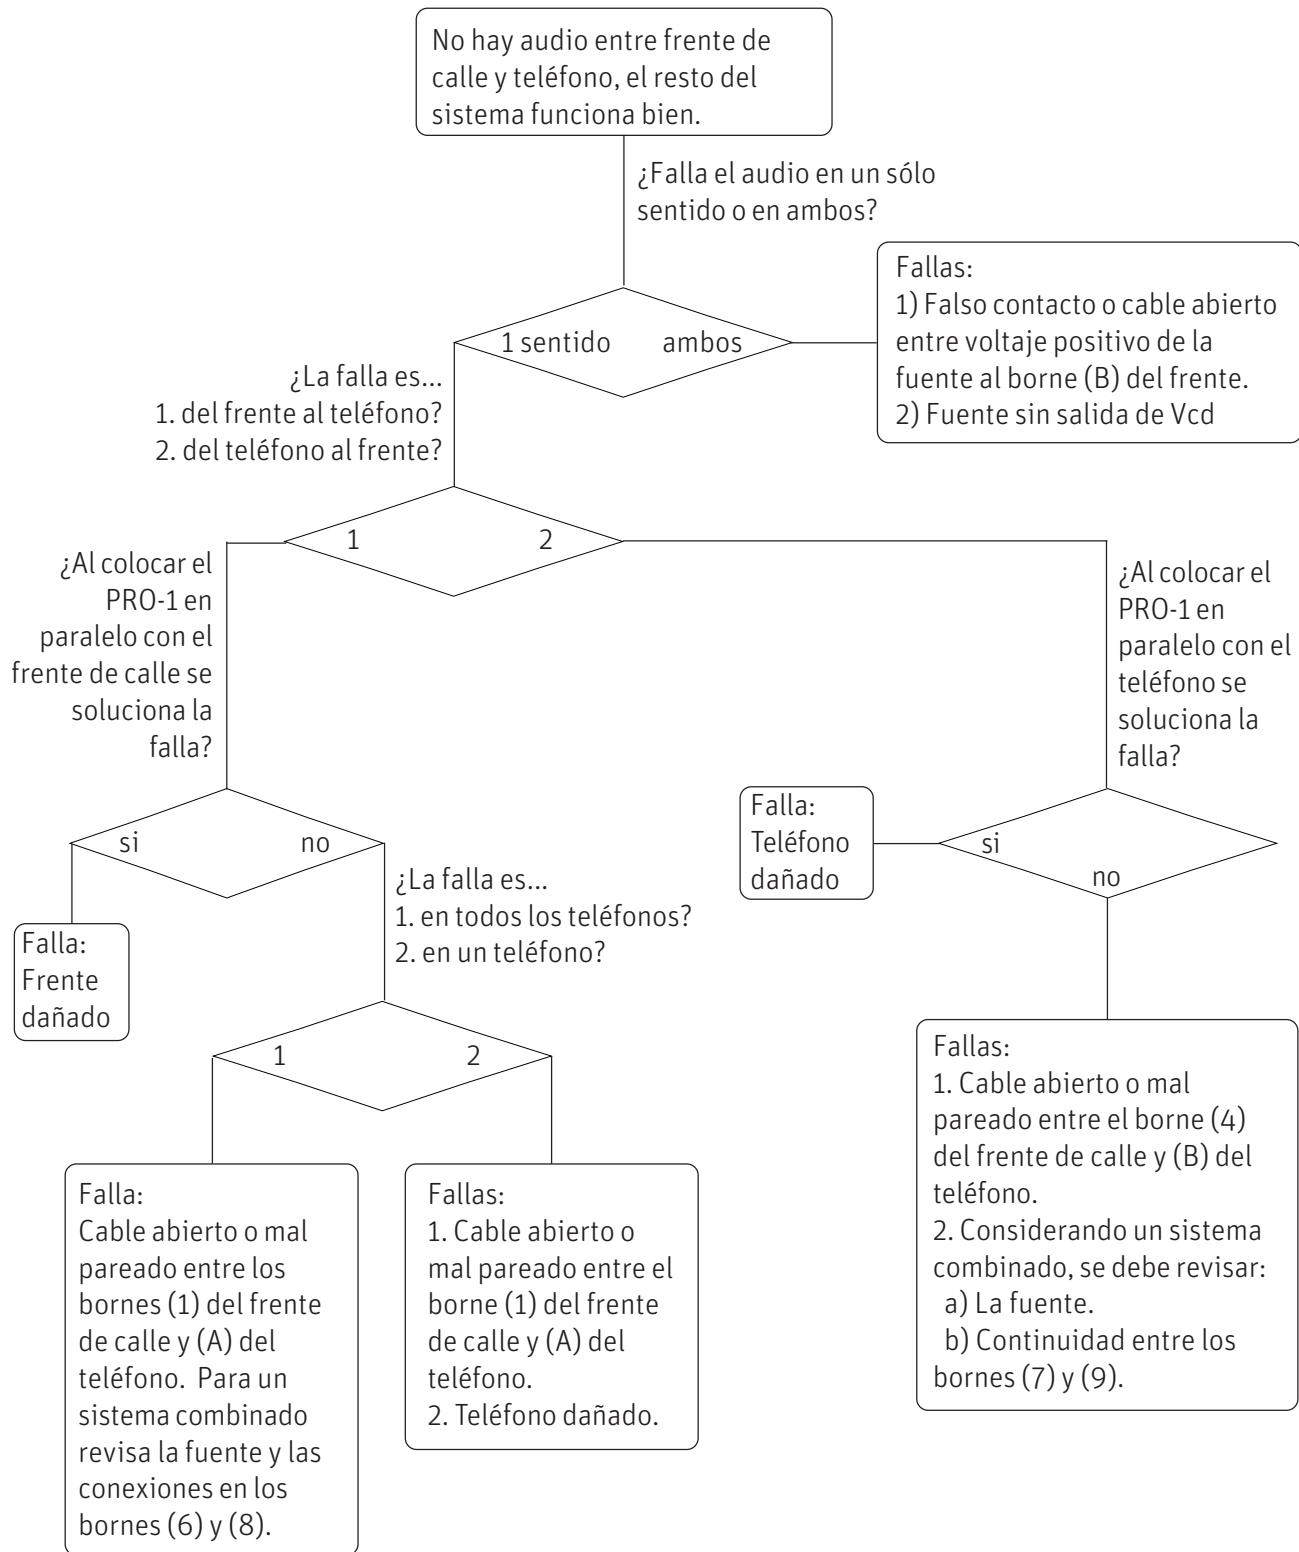 No hay audio entre frente de
calle y teléfono, el resto del
sistema funciona bien.
¿Falla el audio en un sólo
sentido o en ambos?
1 sentido
ambos
Fallas:
1) Falso contacto o cable abierto
entre voltaje positivo de la
fuente al borne (B) del frente.
2) Fuente sin salida de Vcd
¿La falla es...
1. del frente al teléfono?
2. del teléfono al frente?
1
2
¿Al colocar el
PRO-1 en
paralelo con el
frente de calle se
soluciona la
falla?
si
no
Falla:
Frente
dañado
¿La falla es...
1. en todos los teléfonos?
2. en un teléfono?
1
2
Falla:
Cable abierto o mal
pareado entre los
bornes (1) del frente
de calle y (A) del
teléfono. Para un
sistema combinado
revisa la fuente y las
conexiones en los
bornes (6) y (8).
Fallas:
1. Cable abierto o
mal pareado entre el
borne (1) del frente
de calle y (A) del
teléfono.
2. Teléfono dañado.
¿Al colocar el
PRO-1 en
paralelo con el
teléfono se
soluciona la
falla?
si
no
Falla:
Teléfono
dañado
Fallas:
1. Cable abierto o mal
pareado entre el borne (4)
del frente de calle y (B) del
teléfono.
2. Considerando un sistema
combinado, se debe revisar:
a) La fuente.
b) Continuidad entre los
bornes (7) y (9).